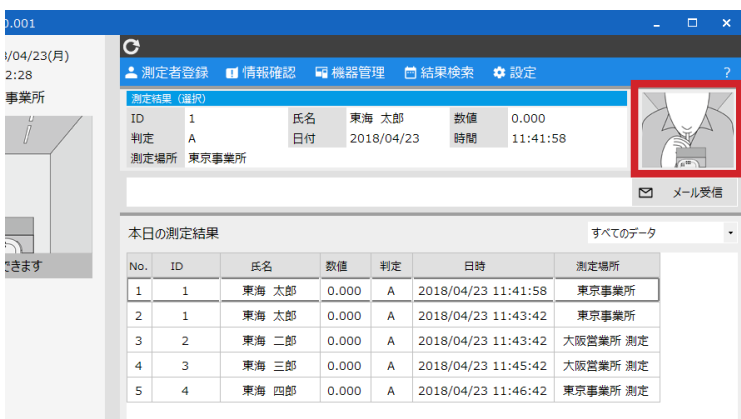 0.001
/04/23(月)
2:28
事業所
できます
測定者登録 情報確認 機器管理 結果検索 設定 ?
測定結果（選択）
ID 1 氏名 東海 太郎 数値 0.000
判定 A 日付 2018/04/23 時間 11:41:58
測定場所 東京事業所
メール受信
本日の測定結果 すべてのデータ
No. ID 氏名 数値 判定 日時 測定場所
1 1 東海 太郎 0.000 A 2018/04/23 11:41:58 東京事業所
2 1 東海 太郎 0.000 A 2018/04/23 11:43:42 東京事業所
3 2 東海 二郎 0.000 A 2018/04/23 11:43:42 大阪営業所 測定
4 3 東海 三郎 0.000 A 2018/04/23 11:45:42 大阪営業所 測定
5 4 東海 四郎 0.000 A 2018/04/23 11:46:42 東京事業所 測定